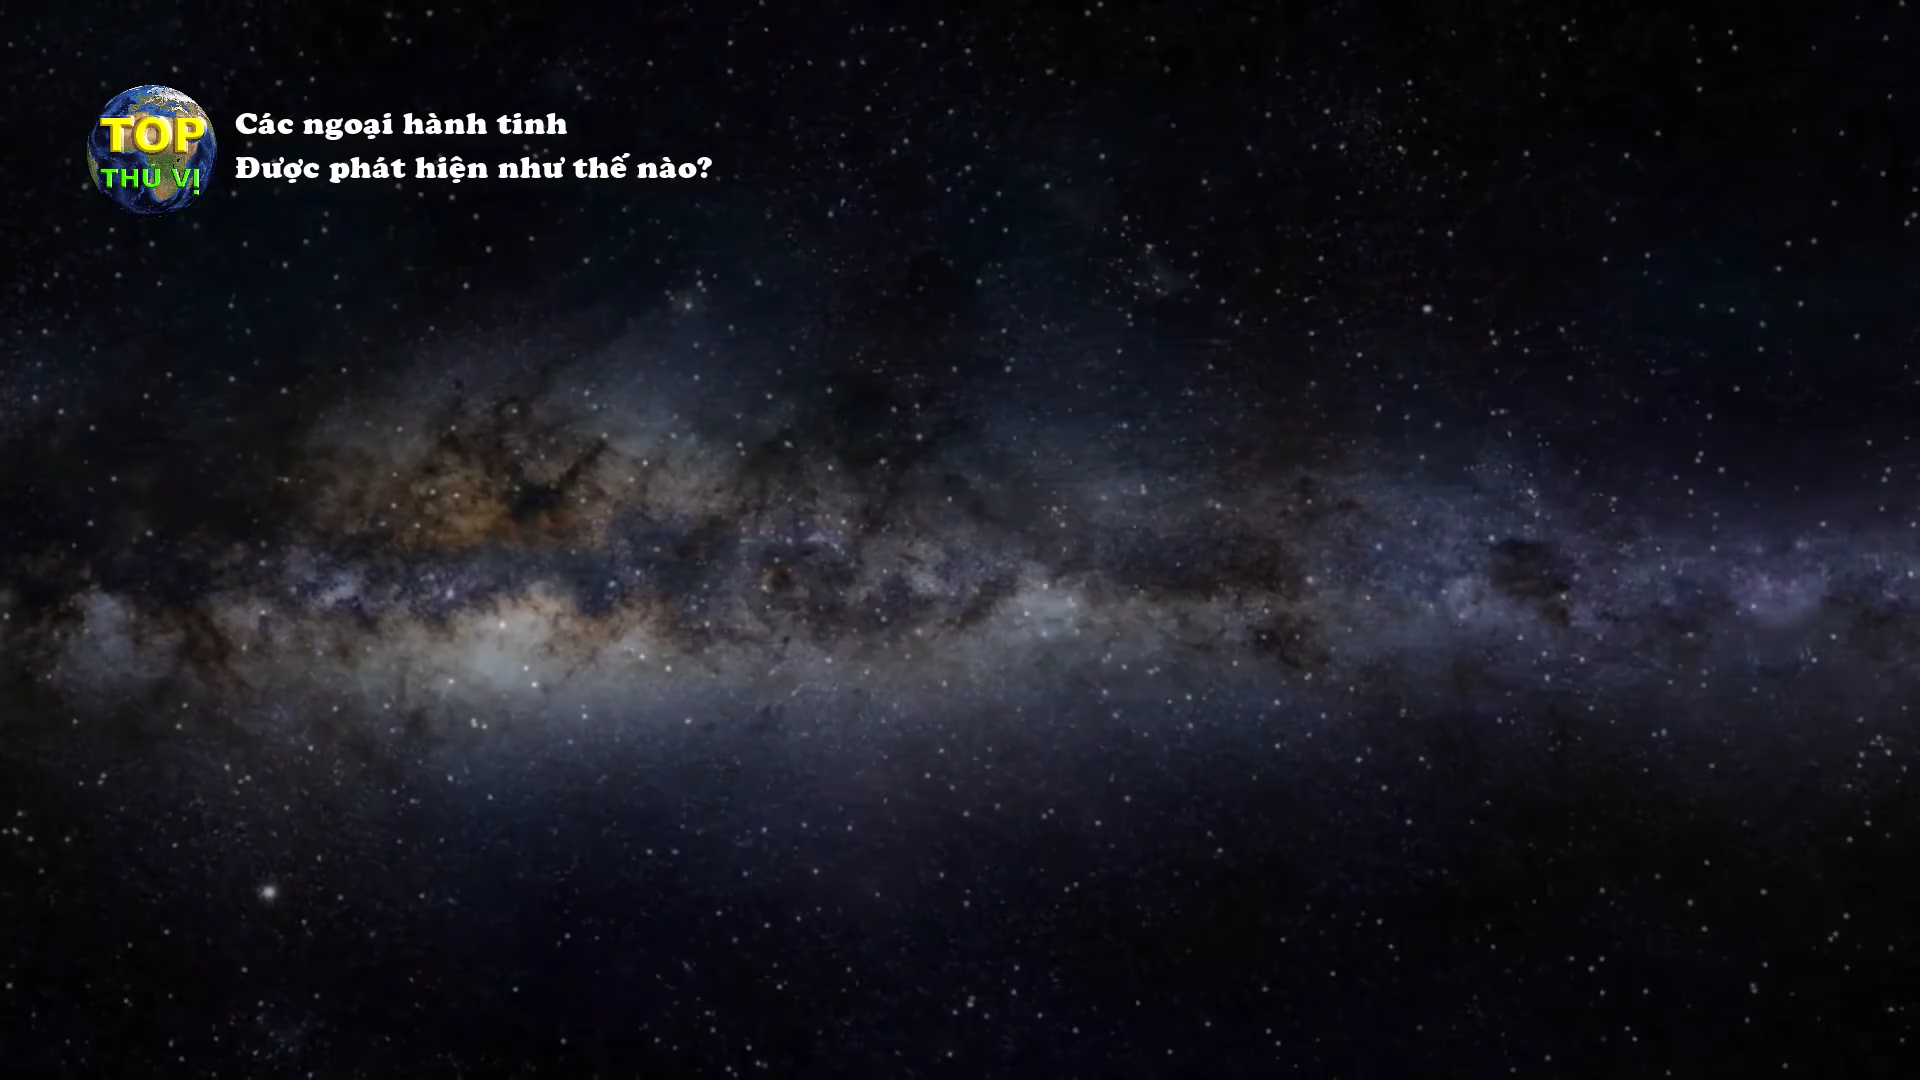 TOP
THÚ VỊ
Các ngoại hành tinh
Được phát hiện như thế nào?